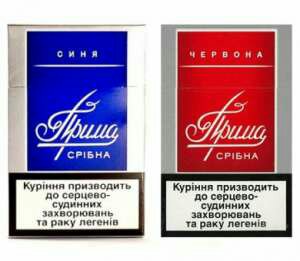 СИНЯ
Прима
СРІБНА
Куріння призводить
до серцево-
судинних
захворювань
та раку легенів
ЧЕРВОНА
Прима
СРІБНА
Куріння призводить
до серцево-
судинних
захворювань
та раку легенів